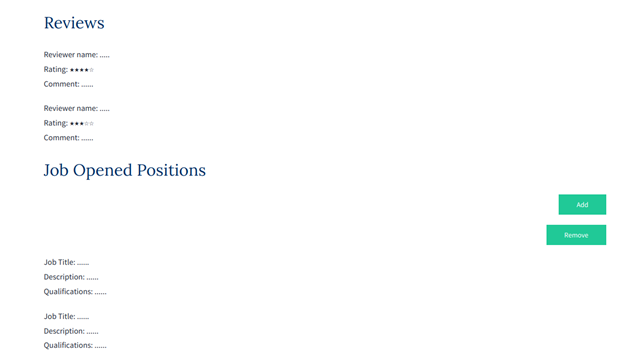 Reviews
Reviewer name: .....
Rating: ★★★★☆
Comment: ......
Reviewer name: .....
Rating: ★★★☆☆
Comment: ......
Job Opened Positions
Add
Remove
Job Title: ......
Description: ......
Qualifications: ......
Job Title: ......
Description: ......
Qualifications: ......